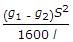 (g₁ - g₂)S²
1600 l